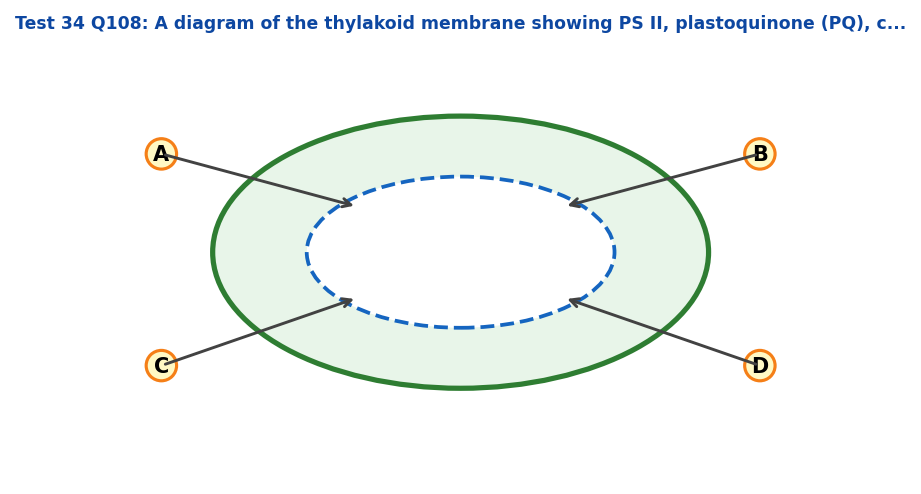 Test 34 Q108: A diagram of the thylakoid membrane showing PS II, plastoquinone (PQ), c...
A
B
C
D